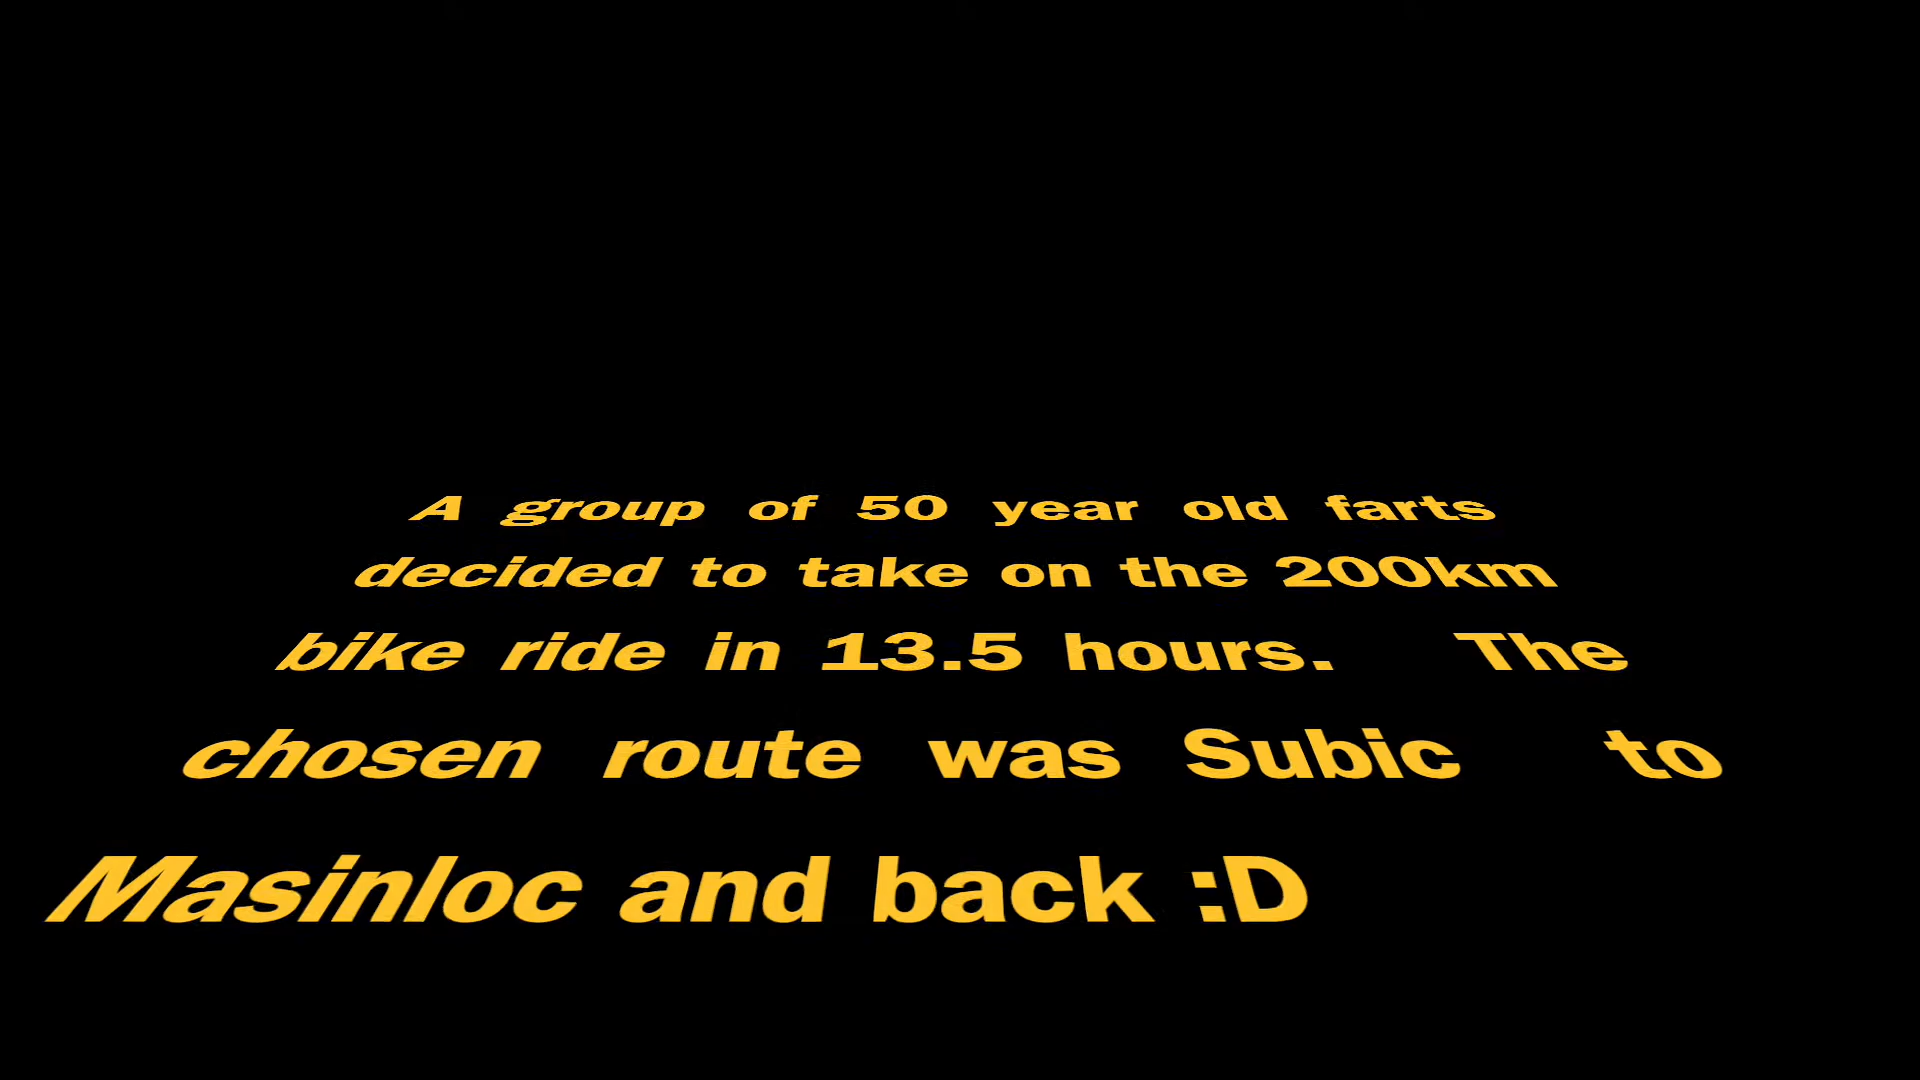 A group of 50 year old farts
decided to take on the 200km
bike ride in 13.5 hours. The
chosen route was Subic to
Masinloc and back :D